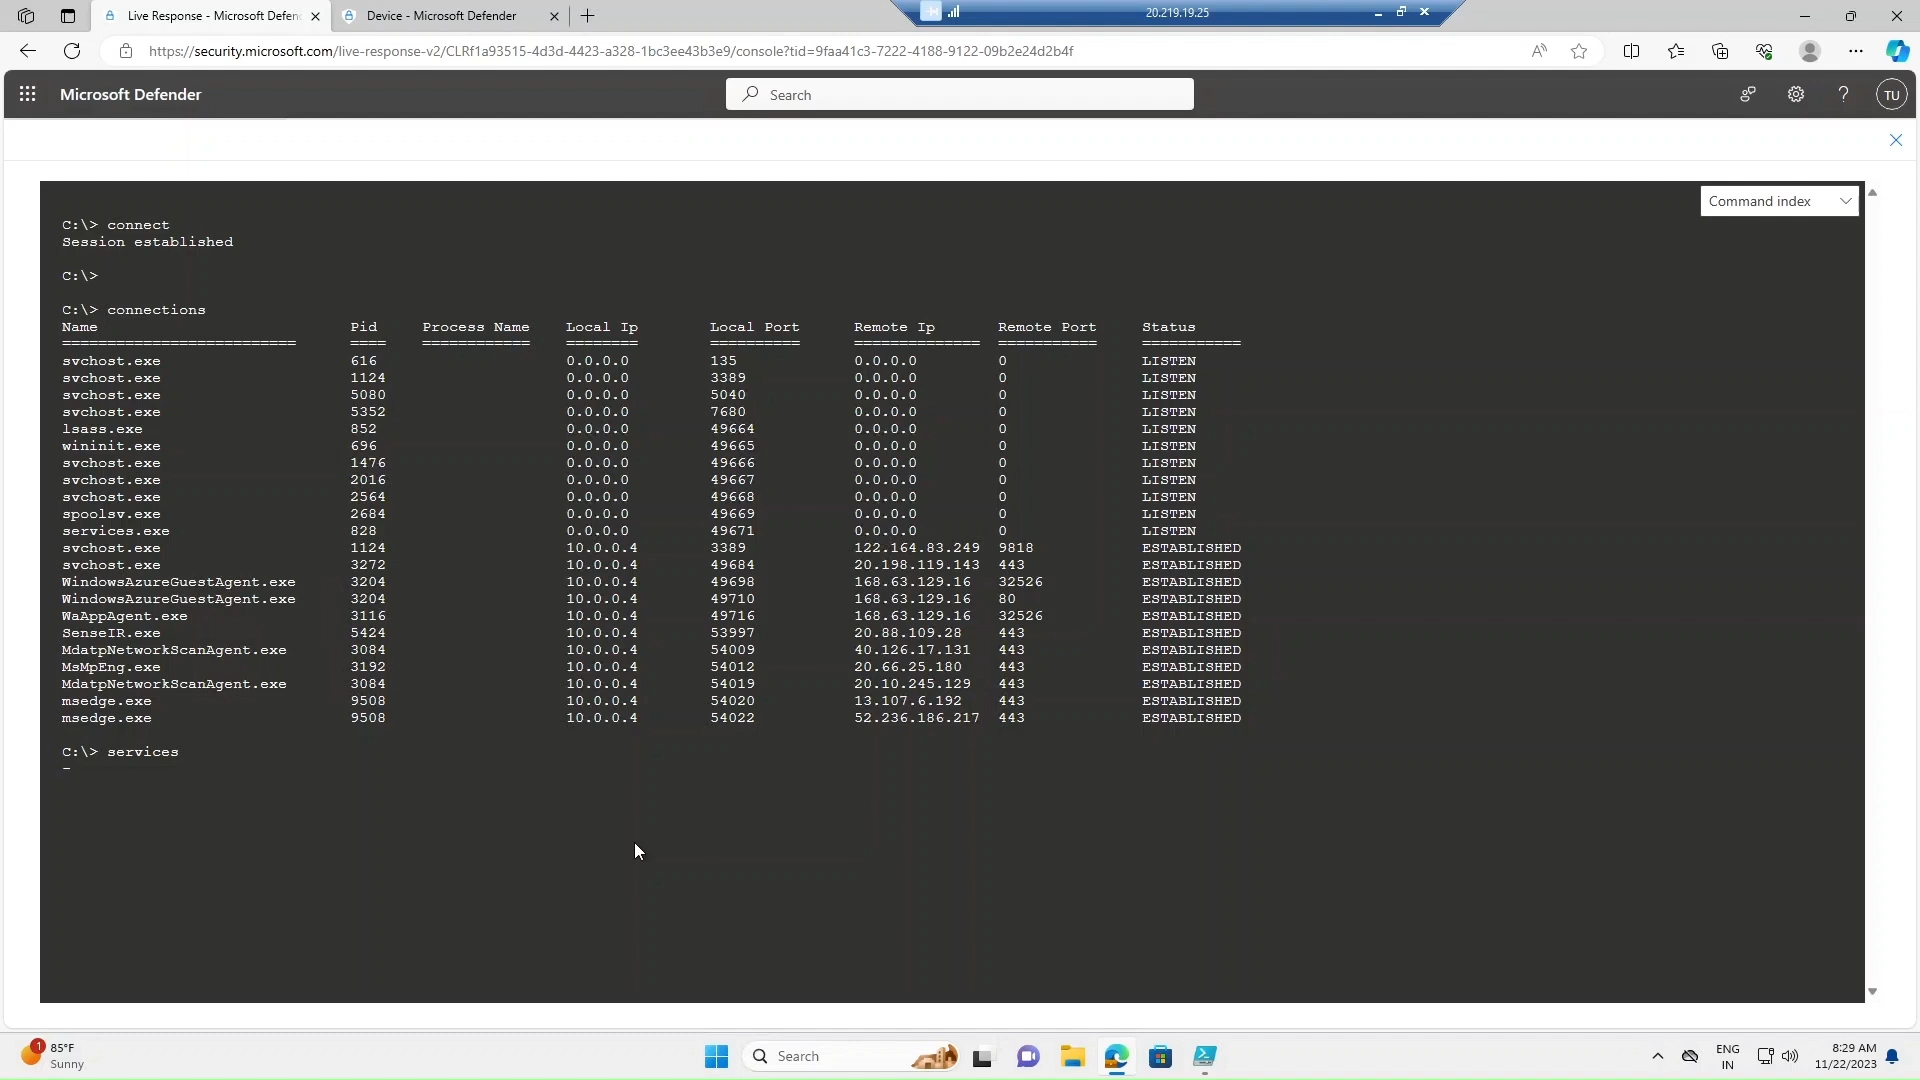 Live Response - Microsoft Defen
Device - Microsoft Defender
20.219.19.25
https://security.microsoft.com/live-response-v2/CLRf1a93515-4d3d-4423-a328-1bc3ee43b3e9/console?tid=9faa41c3-7222-4188-9122-09b2e24d2b4f
Microsoft Defender
Search
TU
Command index
C:\> connect
Session established
C:\>
C:\> connections
Name Pid Process Name Local Ip Local Port Remote Ip Remote Port Status
========================== ==== ============ ======== ========== ============== =========== ===========
svchost.exe 616 0.0.0.0 135 0.0.0.0 0 LISTEN
svchost.exe 1124 0.0.0.0 3389 0.0.0.0 0 LISTEN
svchost.exe 5080 0.0.0.0 5040 0.0.0.0 0 LISTEN
svchost.exe 5352 0.0.0.0 7680 0.0.0.0 0 LISTEN
lsass.exe 852 0.0.0.0 49664 0.0.0.0 0 LISTEN
wininit.exe 696 0.0.0.0 49665 0.0.0.0 0 LISTEN
svchost.exe 1476 0.0.0.0 49666 0.0.0.0 0 LISTEN
svchost.exe 2016 0.0.0.0 49667 0.0.0.0 0 LISTEN
svchost.exe 2564 0.0.0.0 49668 0.0.0.0 0 LISTEN
spoolsv.exe 2684 0.0.0.0 49669 0.0.0.0 0 LISTEN
services.exe 828 0.0.0.0 49671 0.0.0.0 0 LISTEN
svchost.exe 1124 10.0.0.4 3389 122.164.83.249 9818 ESTABLISHED
svchost.exe 3272 10.0.0.4 49684 20.198.119.143 443 ESTABLISHED
WindowsAzureGuestAgent.exe 3204 10.0.0.4 49698 168.63.129.16 32526 ESTABLISHED
WindowsAzureGuestAgent.exe 3204 10.0.0.4 49710 168.63.129.16 80 ESTABLISHED
WaAppAgent.exe 3116 10.0.0.4 49716 168.63.129.16 32526 ESTABLISHED
SenseIR.exe 5424 10.0.0.4 53997 20.88.109.28 443 ESTABLISHED
MdatpNetworkScanAgent.exe 3084 10.0.0.4 54009 40.126.17.131 443 ESTABLISHED
MsMpEng.exe 3192 10.0.0.4 54012 20.66.25.180 443 ESTABLISHED
MdatpNetworkScanAgent.exe 3084 10.0.0.4 54019 20.10.245.129 443 ESTABLISHED
msedge.exe 9508 10.0.0.4 54020 13.107.6.192 443 ESTABLISHED
msedge.exe 9508 10.0.0.4 54022 52.236.186.217 443 ESTABLISHED
C:\> services
1
85°F
Sunny
Search
ENG
IN
8:29 AM
11/22/2023